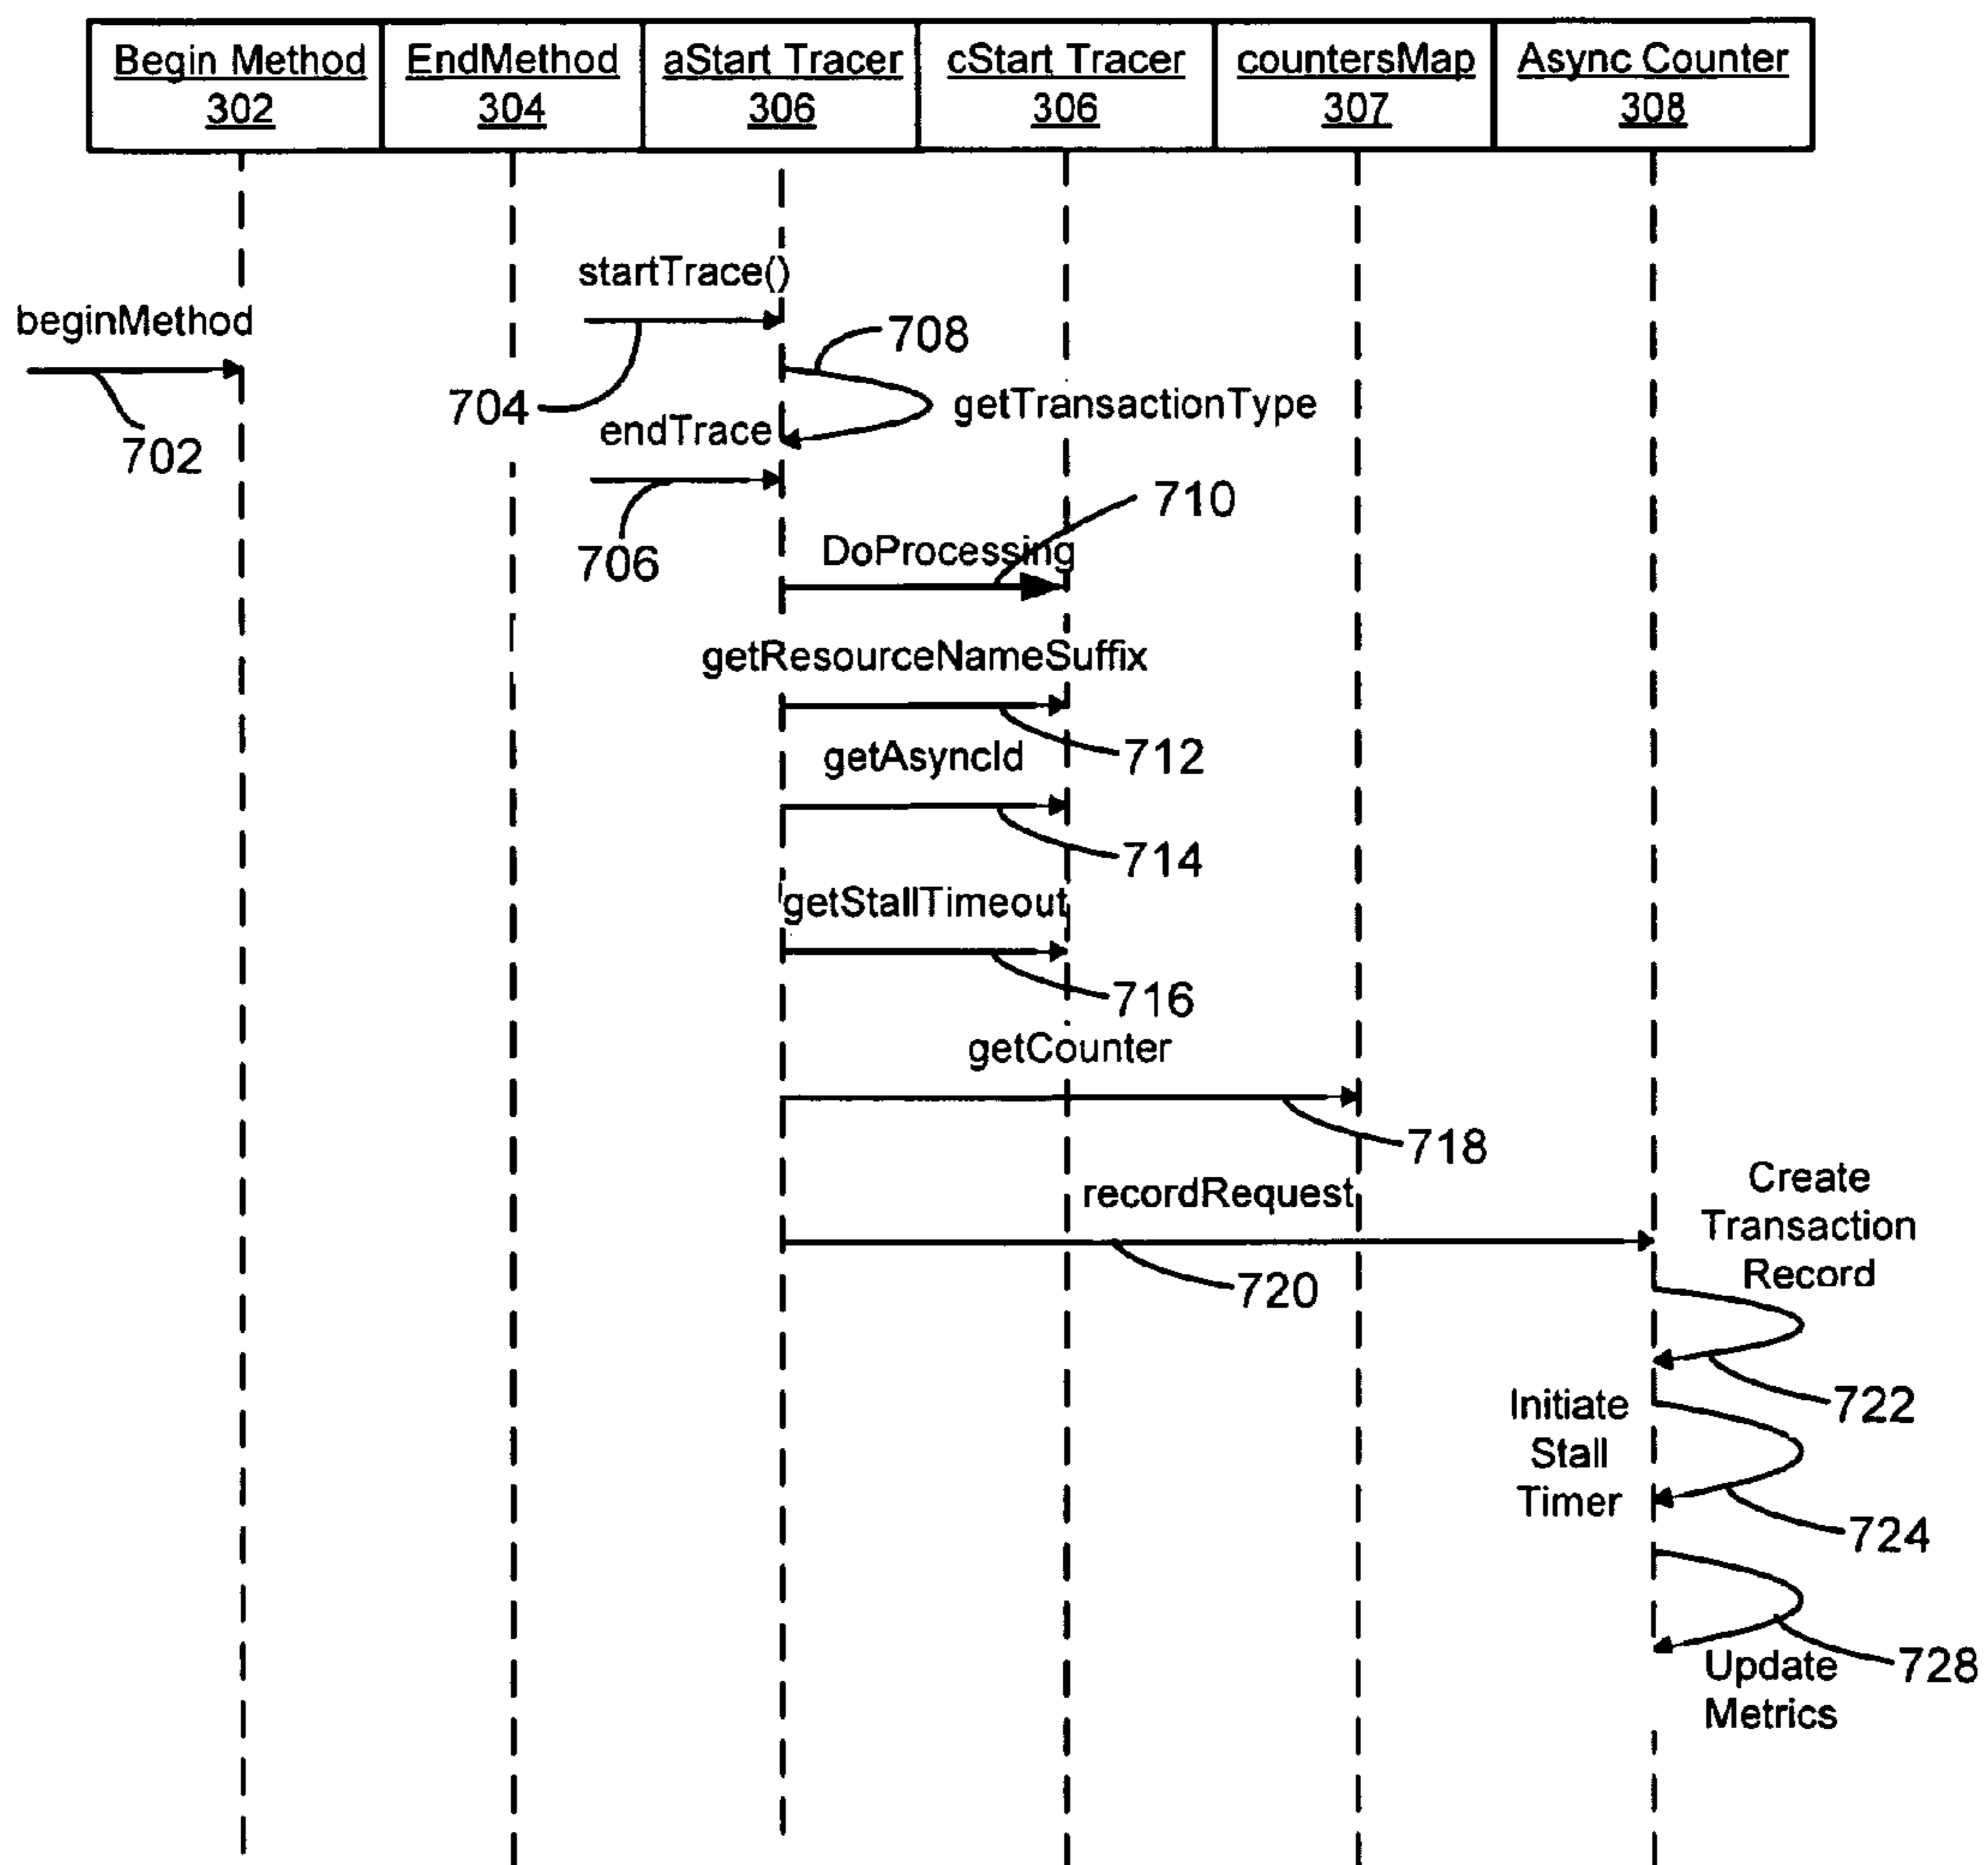 Begin Method
302
EndMethod
304
aStart Tracer
306
cStart Tracer
306
countersMap
307
Async Counter
308
startTrace()
beginMethod
708
704
getTransactionType
endTrace
702
710
DoProcessing
706
getResourceNameSuffix
712
getAsyncId
714
getStallTimeout
716
getCounter
718
recordRequest
Create
Transaction
Record
720
722
Initiate
Stall
Timer
724
728
Update
Metrics